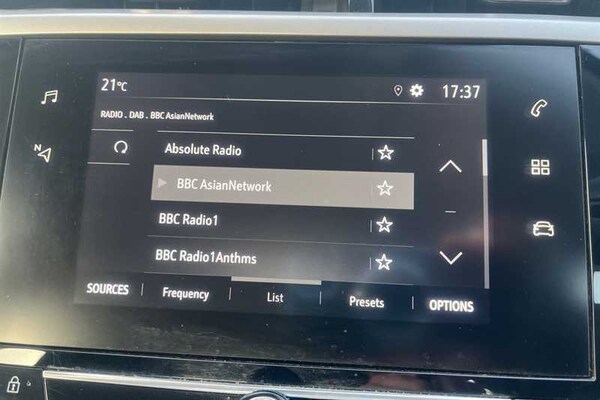 21°C 17:37
RADIO . DAB . BBC AsianNetwork
Absolute Radio
BBC AsianNetwork
BBC Radio1
BBC Radio1Anthms
SOURCES Frequency List Presets OPTIONS
N